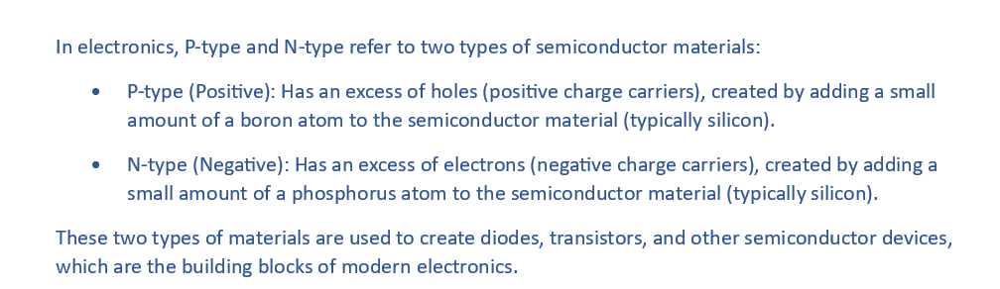 In electronics, P-type and N-type refer to two types of semiconductor materials:
• P-type (Positive): Has an excess of holes (positive charge carriers), created by adding a small
amount of a boron atom to the semiconductor material (typically silicon).
• N-type (Negative): Has an excess of electrons (negative charge carriers), created by adding a
small amount of a phosphorus atom to the semiconductor material (typically silicon).
These two types of materials are used to create diodes, transistors, and other semiconductor devices,
which are the building blocks of modern electronics.